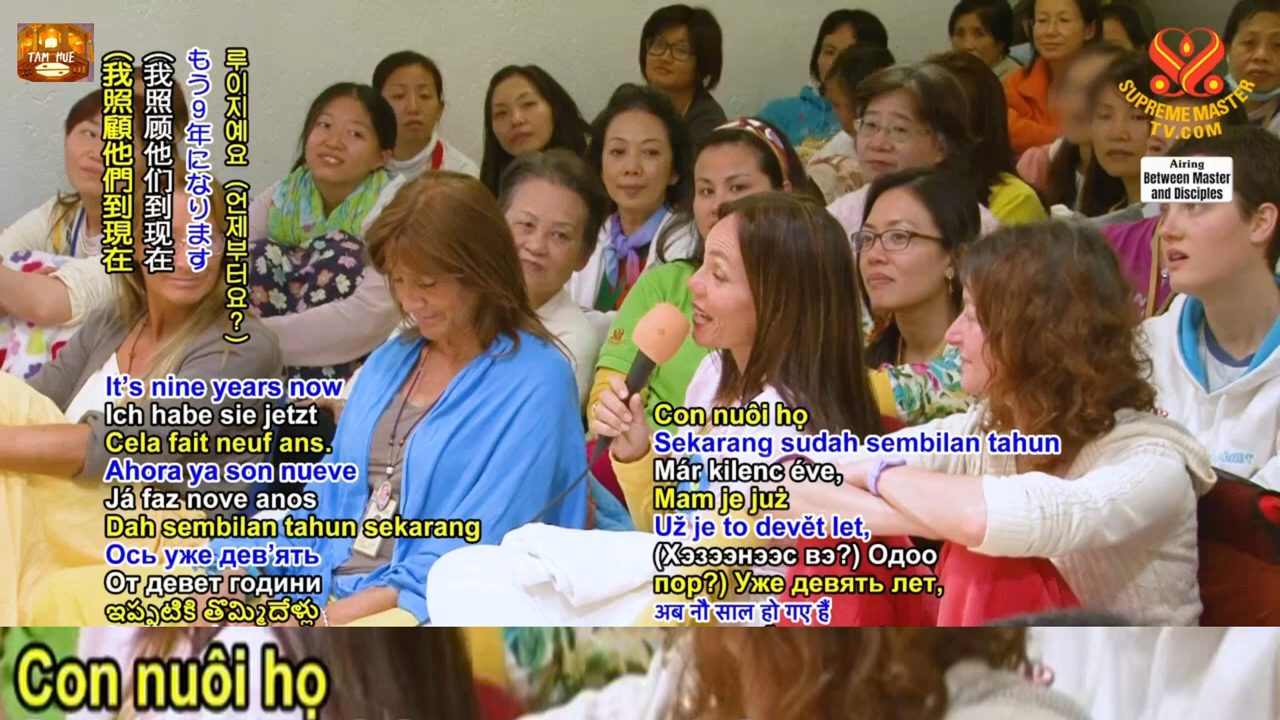 TAM HUE
(我照顧他們到現在
(我照顾他们到现在
もう9年になります
루이지예요 (언제부터요?)
SUPREME MASTER
TV.COM
Airing
Between Master
and Disciples
It's nine years now
Ich habe sie jetzt
Cela fait neuf ans.
Ahora ya son nueve
Já faz nove anos
Dah sembilan tahun sekarang
Ось уже дев'ять
От девет години
ఇప్పటికి తొమ్మిదేళ్లు
Con nuôi họ
Sekarang sudah sembilan tahun
Már kilenc éve,
Mam je już
Už je to devět let,
(Хэзээнээс вэ?) Одоо
пор?) Уже девять лет,
अब नौ साल हो गए हैं
Con nuôi họ